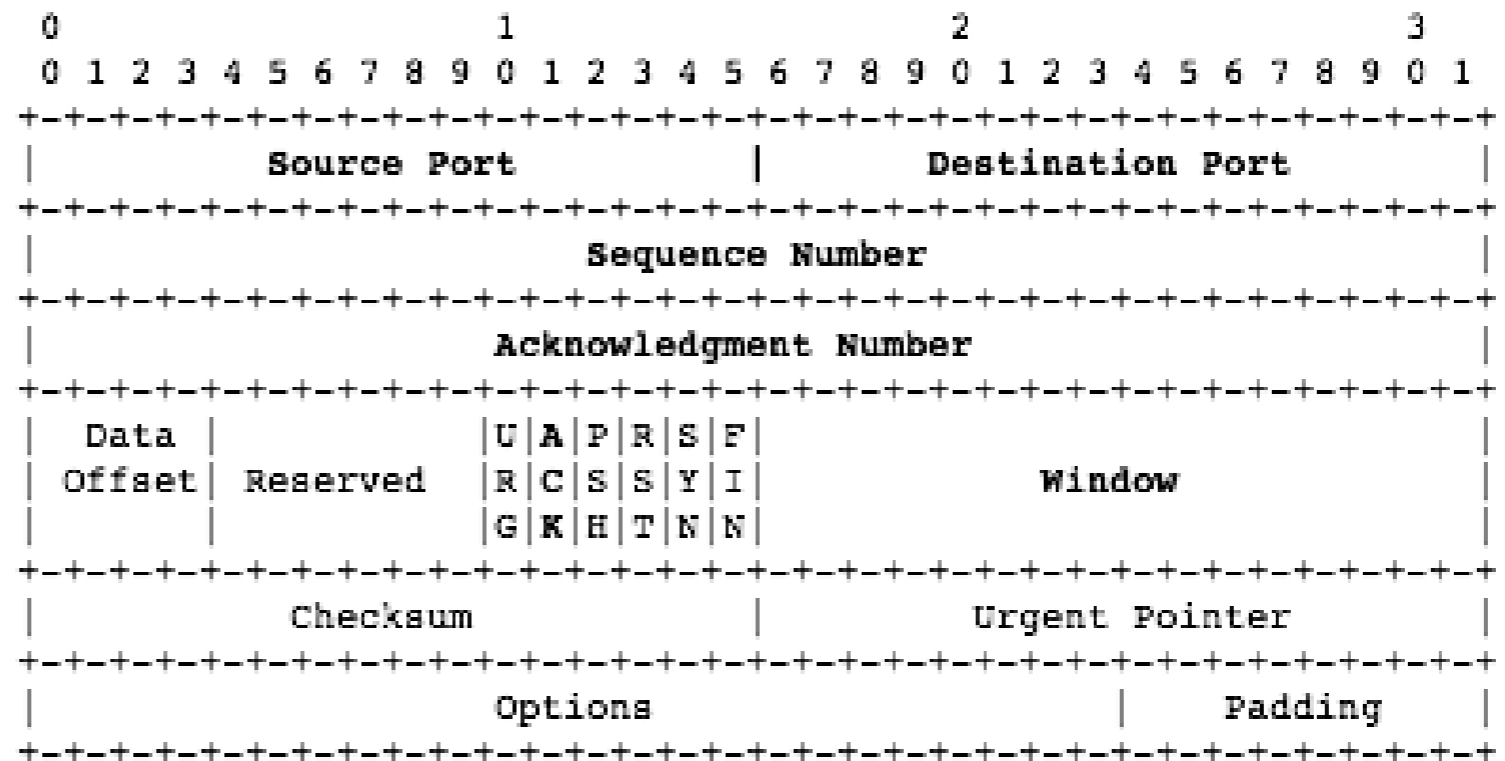 0                   1                   2                   3
 0 1 2 3 4 5 6 7 8 9 0 1 2 3 4 5 6 7 8 9 0 1 2 3 4 5 6 7 8 9 0 1
+-+-+-+-+-+-+-+-+-+-+-+-+-+-+-+-+-+-+-+-+-+-+-+-+-+-+-+-+-+-+-+-+
|          Source Port          |       Destination Port        |
+-+-+-+-+-+-+-+-+-+-+-+-+-+-+-+-+-+-+-+-+-+-+-+-+-+-+-+-+-+-+-+-+
|                        Sequence Number                        |
+-+-+-+-+-+-+-+-+-+-+-+-+-+-+-+-+-+-+-+-+-+-+-+-+-+-+-+-+-+-+-+-+
|                    Acknowledgment Number                      |
+-+-+-+-+-+-+-+-+-+-+-+-+-+-+-+-+-+-+-+-+-+-+-+-+-+-+-+-+-+-+-+-+
|  Data |           |U|A|P|R|S|F|                               |
| Offset| Reserved  |R|C|S|S|Y|I|            Window             |
|       |           |G|K|H|T|N|N|                               |
+-+-+-+-+-+-+-+-+-+-+-+-+-+-+-+-+-+-+-+-+-+-+-+-+-+-+-+-+-+-+-+-+
|           Checksum            |         Urgent Pointer        |
+-+-+-+-+-+-+-+-+-+-+-+-+-+-+-+-+-+-+-+-+-+-+-+-+-+-+-+-+-+-+-+-+
|                    Options                    |    Padding    |
+-+-+-+-+-+-+-+-+-+-+-+-+-+-+-+-+-+-+-+-+-+-+-+-+-+-+-+-+-+-+-+-+